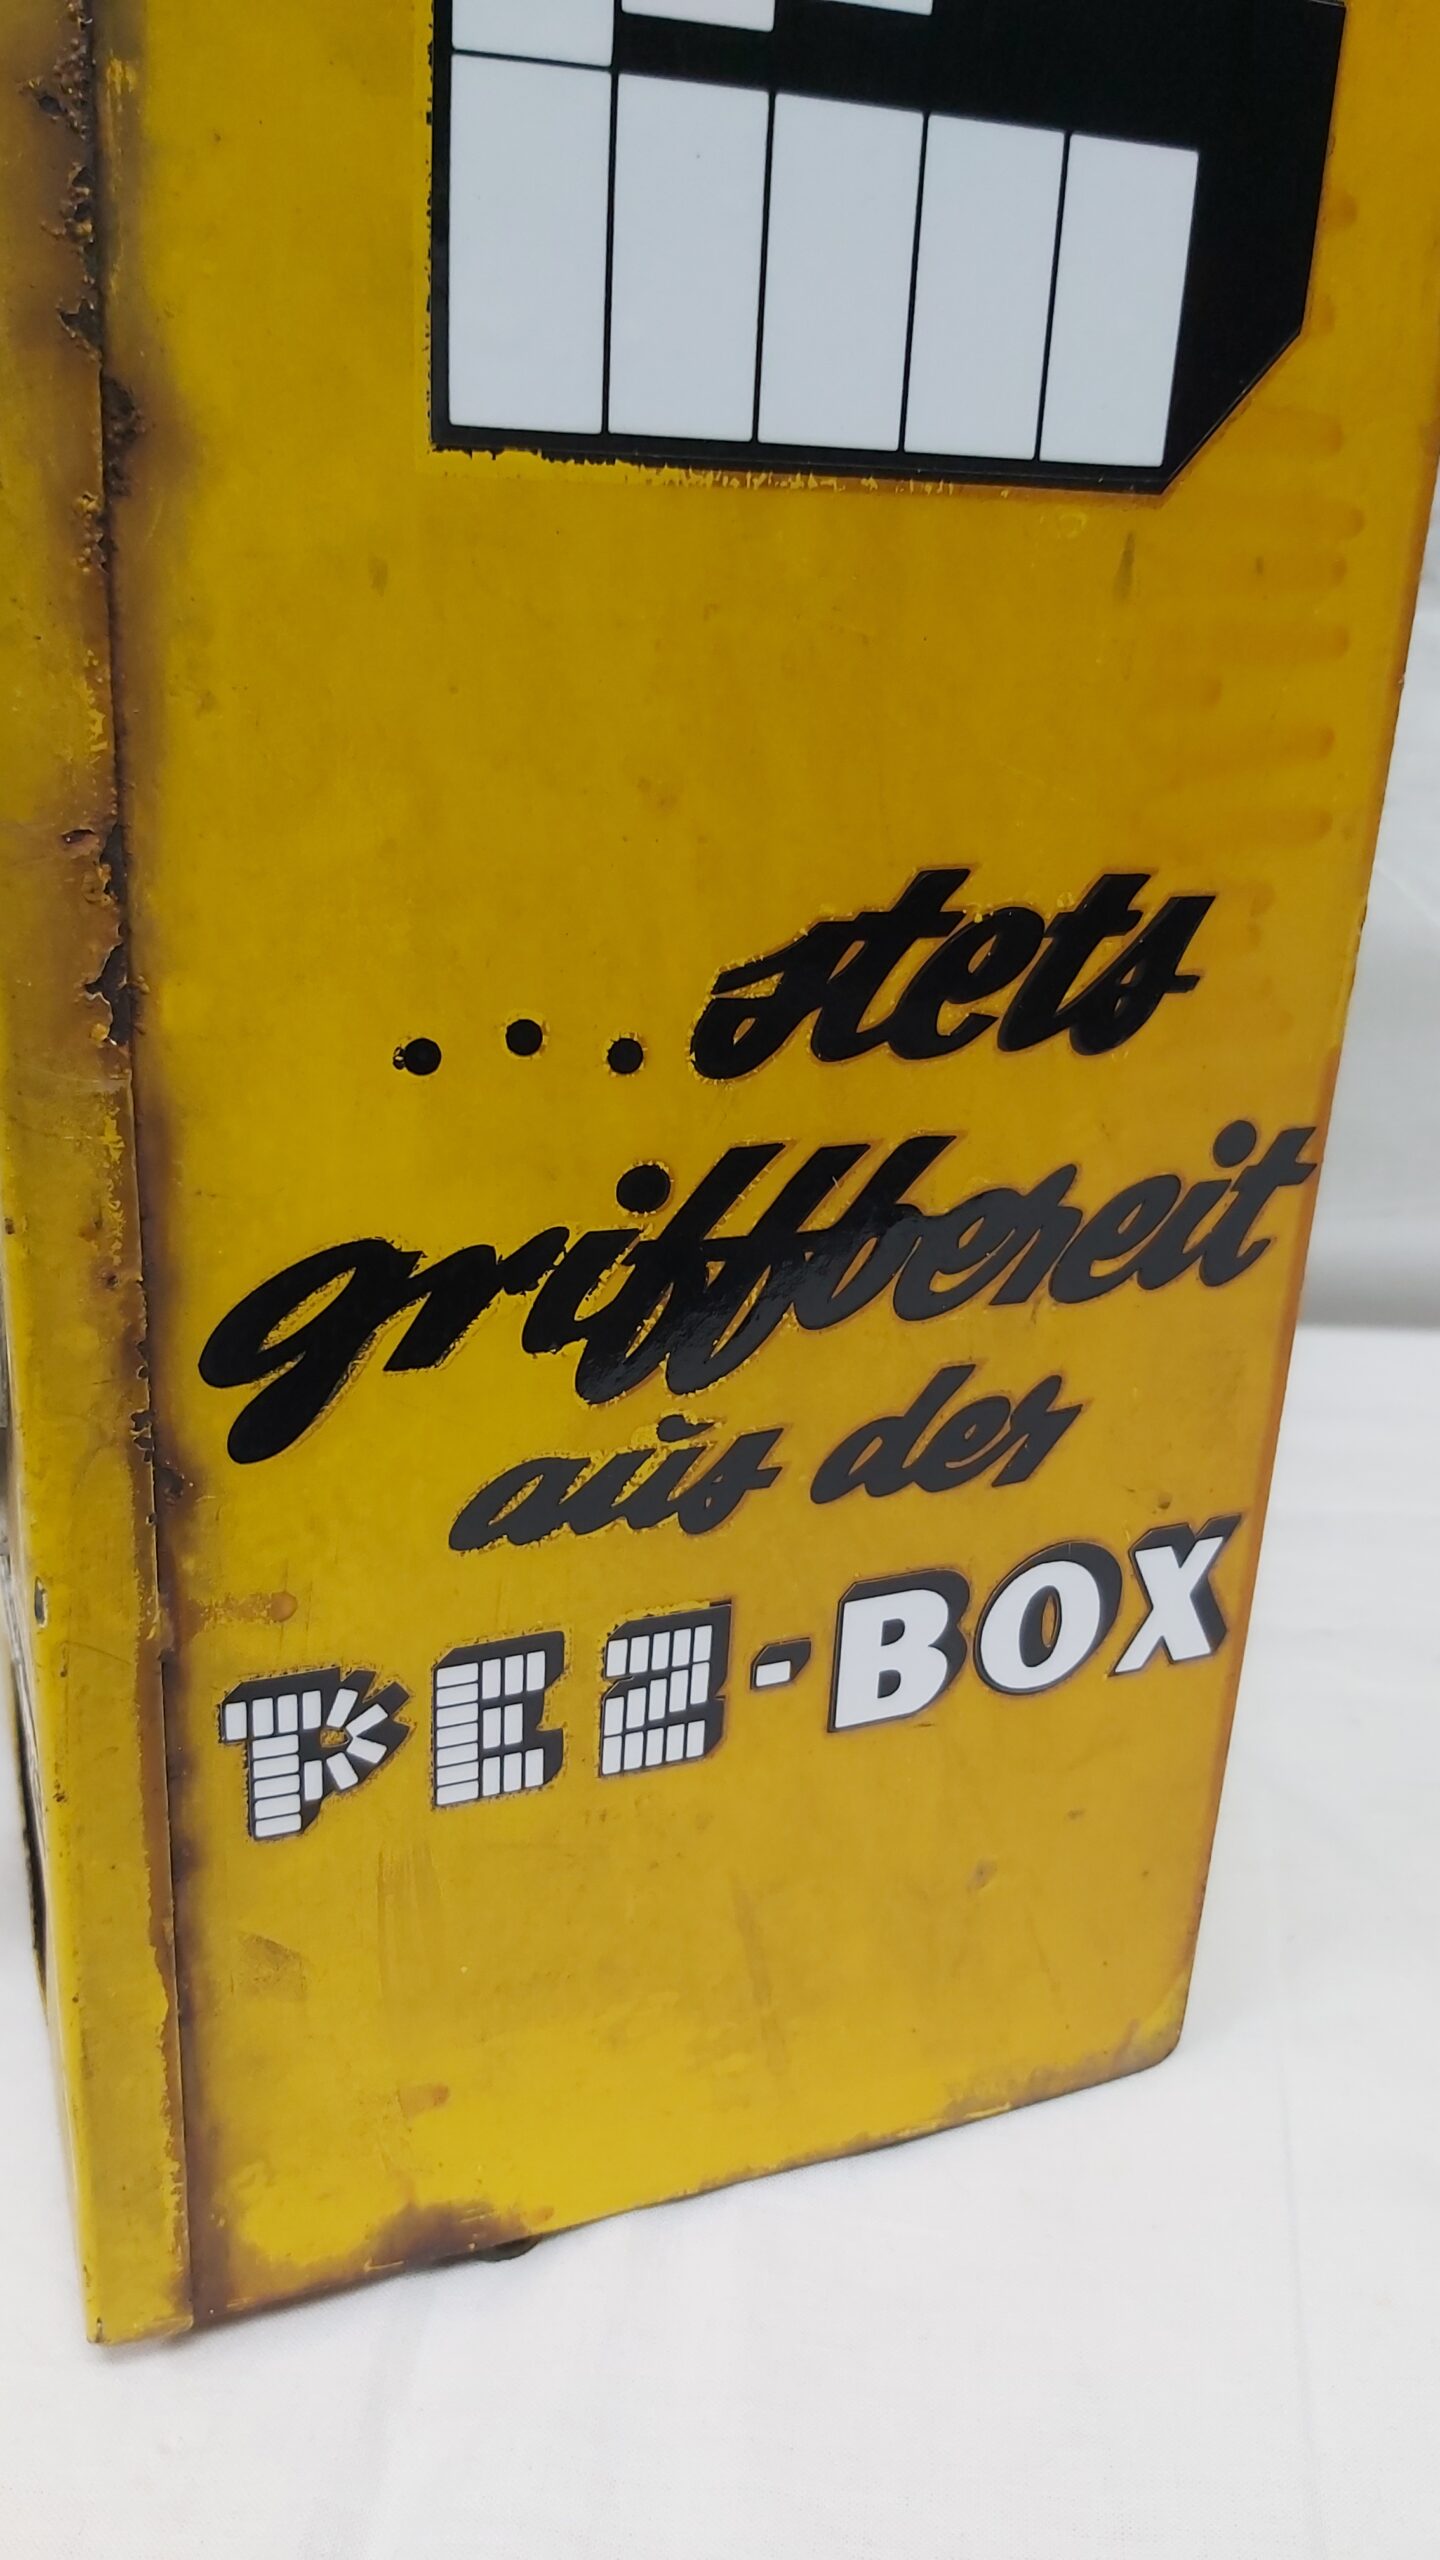 ...stets
griffbereit
aus der
PEZ-BOX